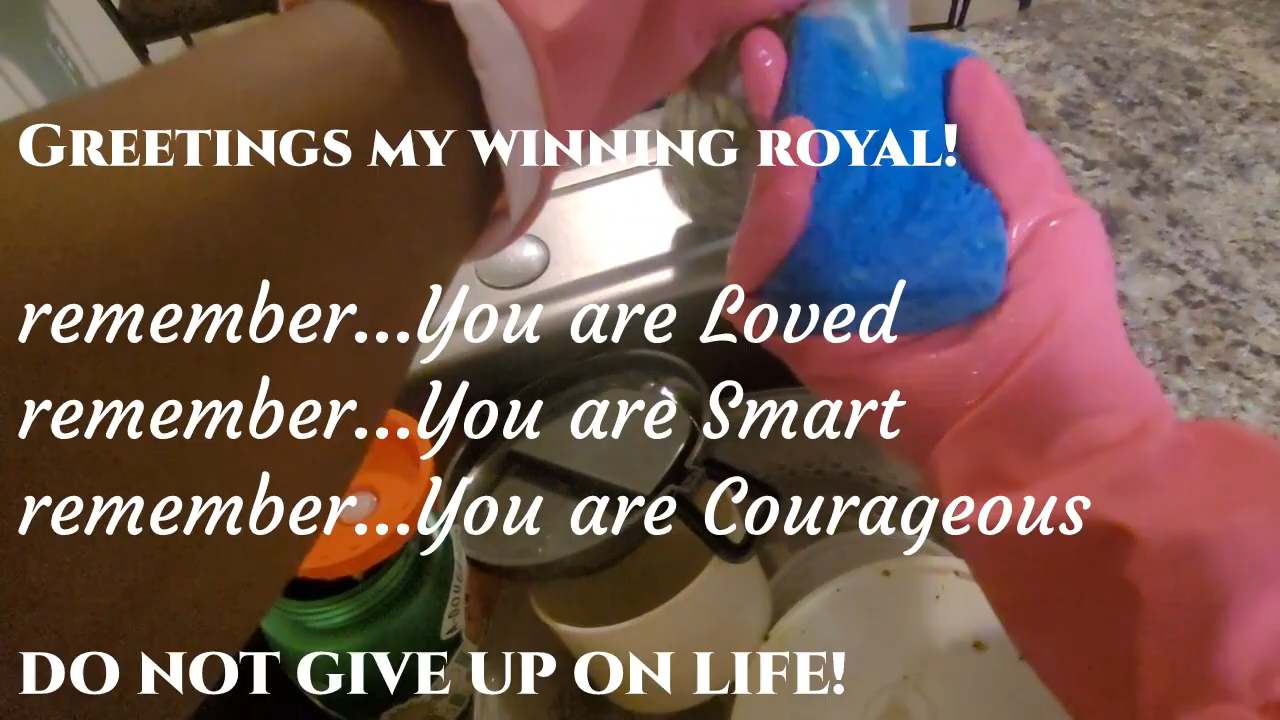 GREETINGS MY WINNING ROYAL!
remember...You are Loved
remember...You are Smart
remember...You are Courageous
DO NOT GIVE UP ON LIFE!